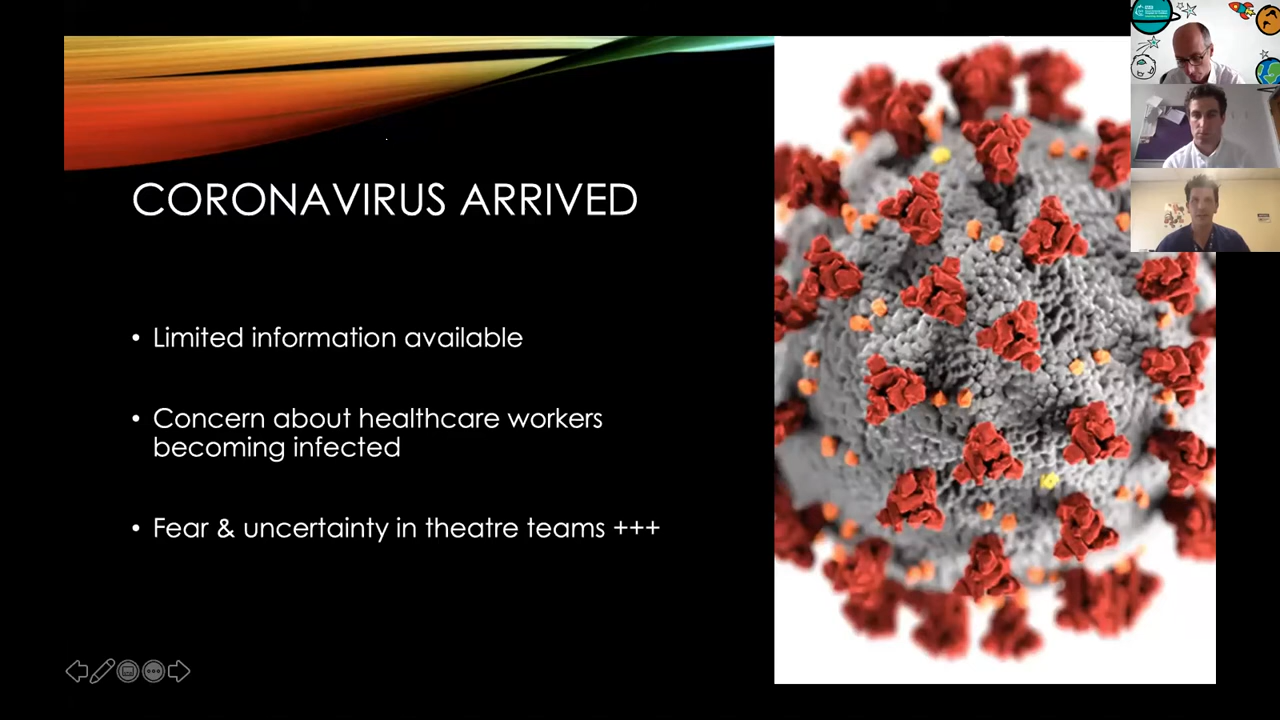 CORONAVIRUS ARRIVED
• Limited information available
• Concern about healthcare workers
becoming infected
• Fear & uncertainty in theatre teams +++